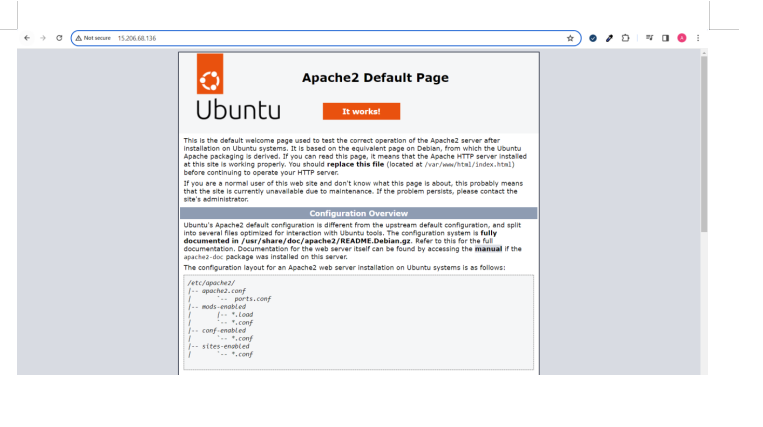 Not secure 15.206.68.136
Apache2 Default Page
Ubuntu
It works!
This is the default welcome page used to test the correct operation of the Apache2 server after
installation on Ubuntu systems. It is based on the equivalent page on Debian, from which the Ubuntu
Apache packaging is derived. If you can read this page, it means that the Apache HTTP server installed
at this site is working properly. You should replace this file (located at /var/www/html/index.html)
before continuing to operate your HTTP server.
If you are a normal user of this web site and don't know what this page is about, this probably means
that the site is currently unavailable due to maintenance. If the problem persists, please contact the
site's administrator.
Configuration Overview
Ubuntu's Apache2 default configuration is different from the upstream default configuration, and split
into several files optimized for interaction with Ubuntu tools. The configuration system is fully
documented in /usr/share/doc/apache2/README.Debian.gz. Refer to this for the full
documentation. Documentation for the web server itself can be found by accessing the manual if the
apache2-doc package was installed on this server.
The configuration layout for an Apache2 web server installation on Ubuntu systems is as follows:
/etc/apache2/
|-- apache2.conf
|       `--  ports.conf
|-- mods-enabled
|       |-- *.load
|       `-- *.conf
|-- conf-enabled
|       `-- *.conf
|-- sites-enabled
|       `-- *.conf